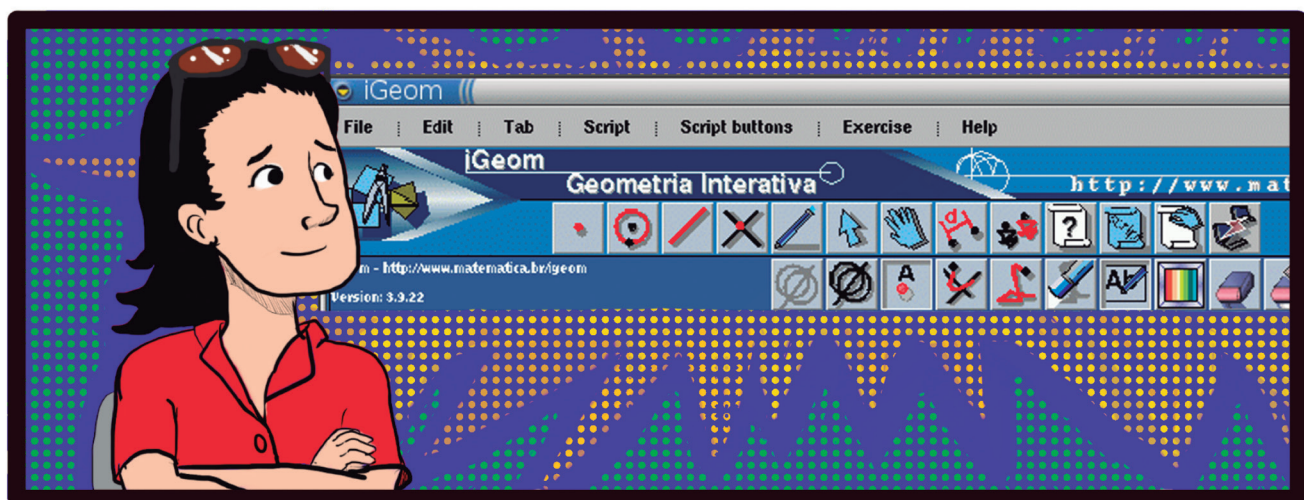 iGeom
File Edit Tab Script Script buttons Exercise Help
iGeom
Geometria Interativa
http://www.mat
m - http://www.matematica.br/igeom
Version: 3.9.22
d
?
A
A